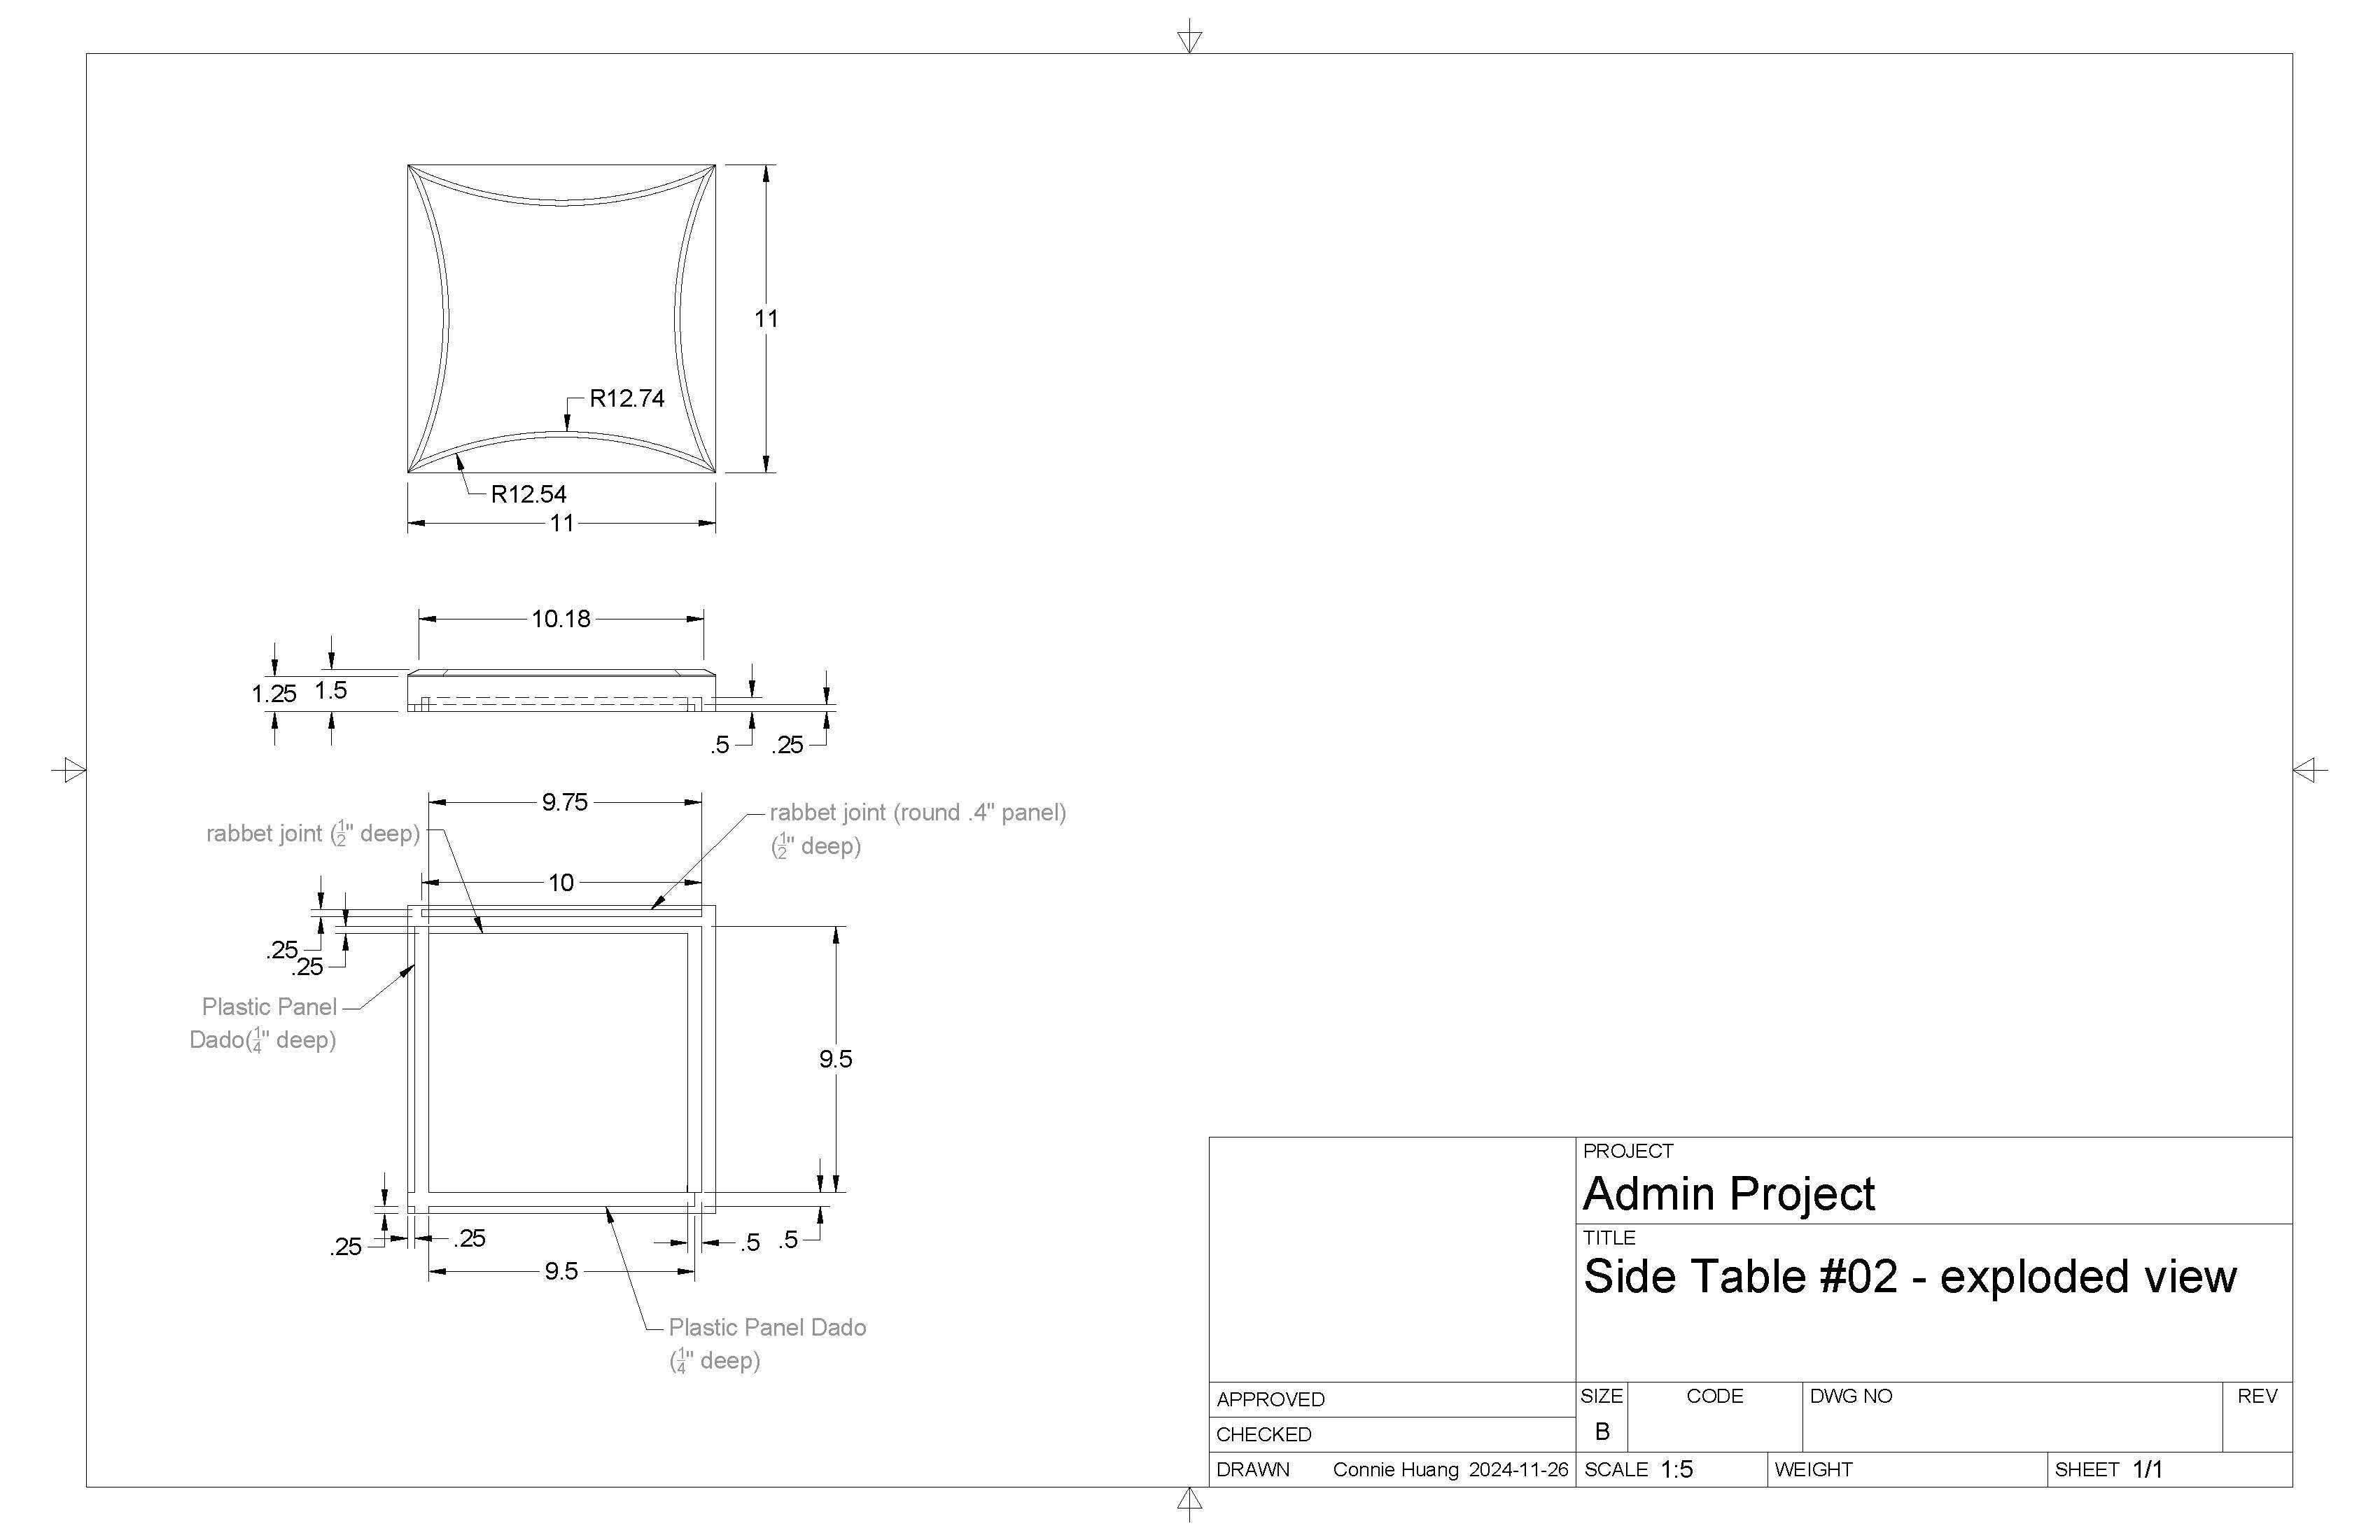 11
R12.74
R12.54
11
10.18
1.25
1.5
.5
.25
9.75
rabbet joint (1/2" deep)
rabbet joint (round .4" panel)
(1/2" deep)
10
.25
.25
Plastic Panel
Dado(1/4" deep)
9.5
.25
.25
.5
.5
9.5
Plastic Panel Dado
(1/4" deep)
PROJECT
Admin Project
TITLE
Side Table #02 - exploded view
APPROVED
CHECKED
DRAWN Connie Huang 2024-11-26
SIZE
B
CODE
DWG NO
REV
SCALE 1:5
WEIGHT
SHEET 1/1